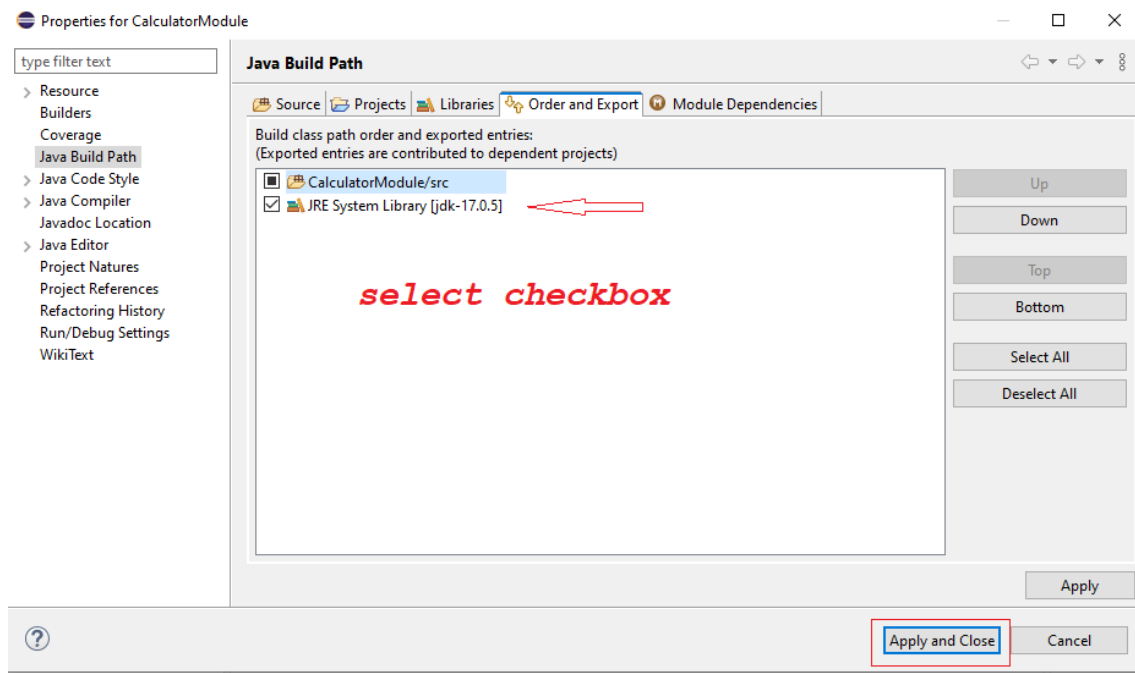 Properties for CalculatorModule
type filter text
Resource
Builders
Coverage
Java Build Path
Java Code Style
Java Compiler
Javadoc Location
Java Editor
Project Natures
Project References
Refactoring History
Run/Debug Settings
WikiText
Java Build Path
Source Projects Libraries Order and Export Module Dependencies
Build class path order and exported entries:
(Exported entries are contributed to dependent projects)
CalculatorModule/src
JRE System Library [jdk-17.0.5]
select checkbox
Up
Down
Top
Bottom
Select All
Deselect All
Apply
Apply and Close Cancel